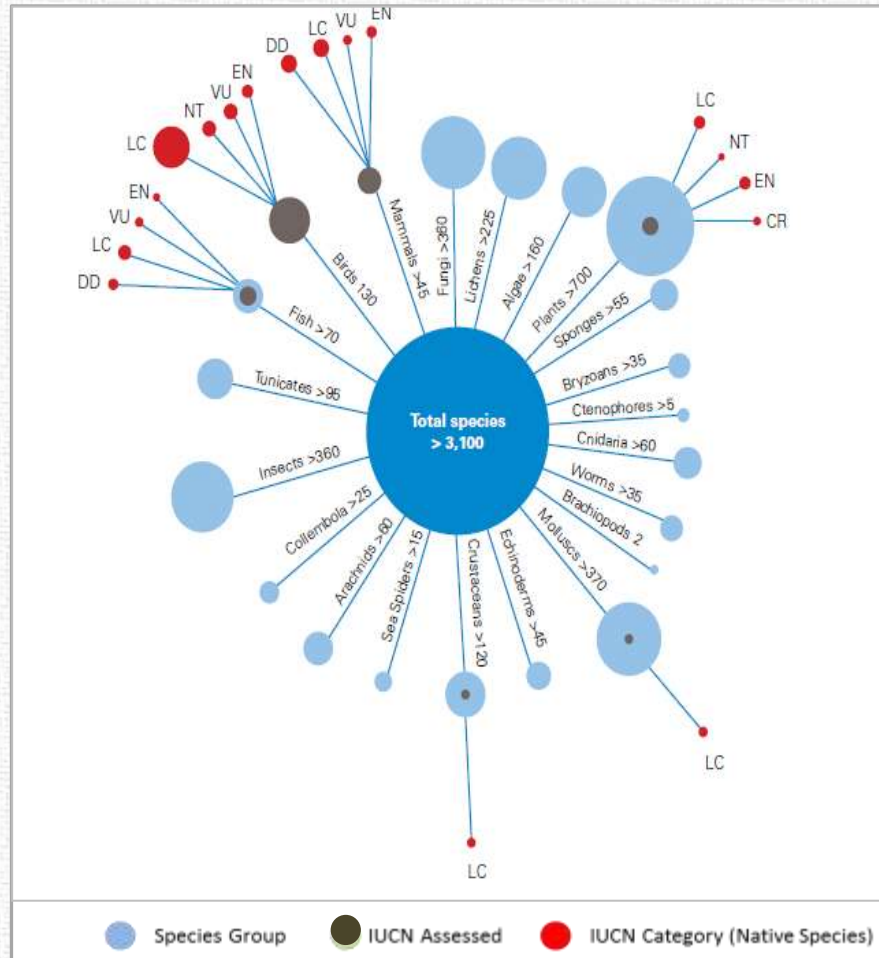 EN
VU
LC
DD
EN
VU
NT
LC
EN
VU
LC
DD
LC
NT
EN
CR
Mammals >45
Fungi >360
Lichens >225
Algae >160
Plants >700
Sponges >55
Bryzoans >35
Ctenophores >5
Cnidaria >60
Worms >35
Brachiopods 2
Molluscs >370
Echinoderms >45
Crustaceans >120
Sea Spiders >15
Arachnids >60
Collembola >25
Insects >360
Tunicates >95
Fish >70
Birds 130
Total species
> 3,100
LC
LC
Species Group
IUCN Assessed
IUCN Category (Native Species)